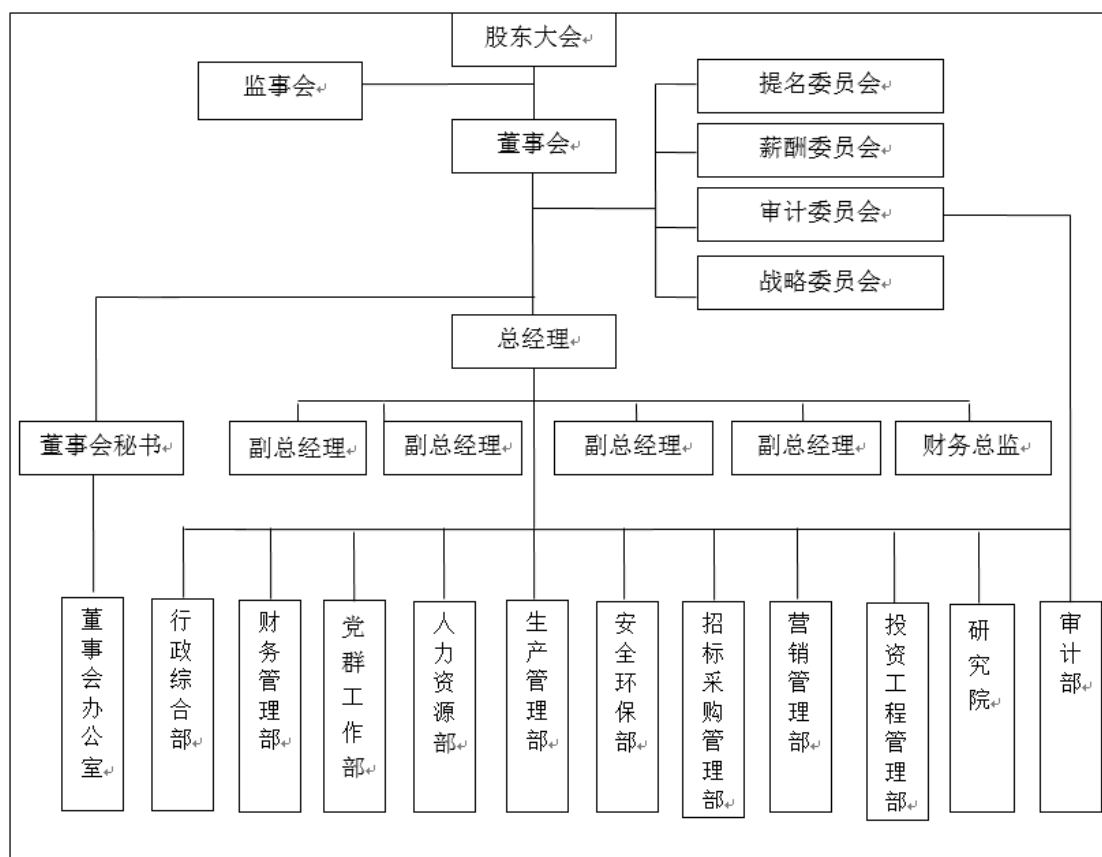 股东大会
监事会
提名委员会
董事会
薪酬委员会
审计委员会
战略委员会
总经理
董事会秘书
副总经理
副总经理
副总经理
副总经理
财务总监
董事会办公室
行政综合部
财务管理部
党群工作部
人力资源部
生产管理部
安全环保部
招标采购管理部
营销管理部
投资工程管理部
研究院
审计部